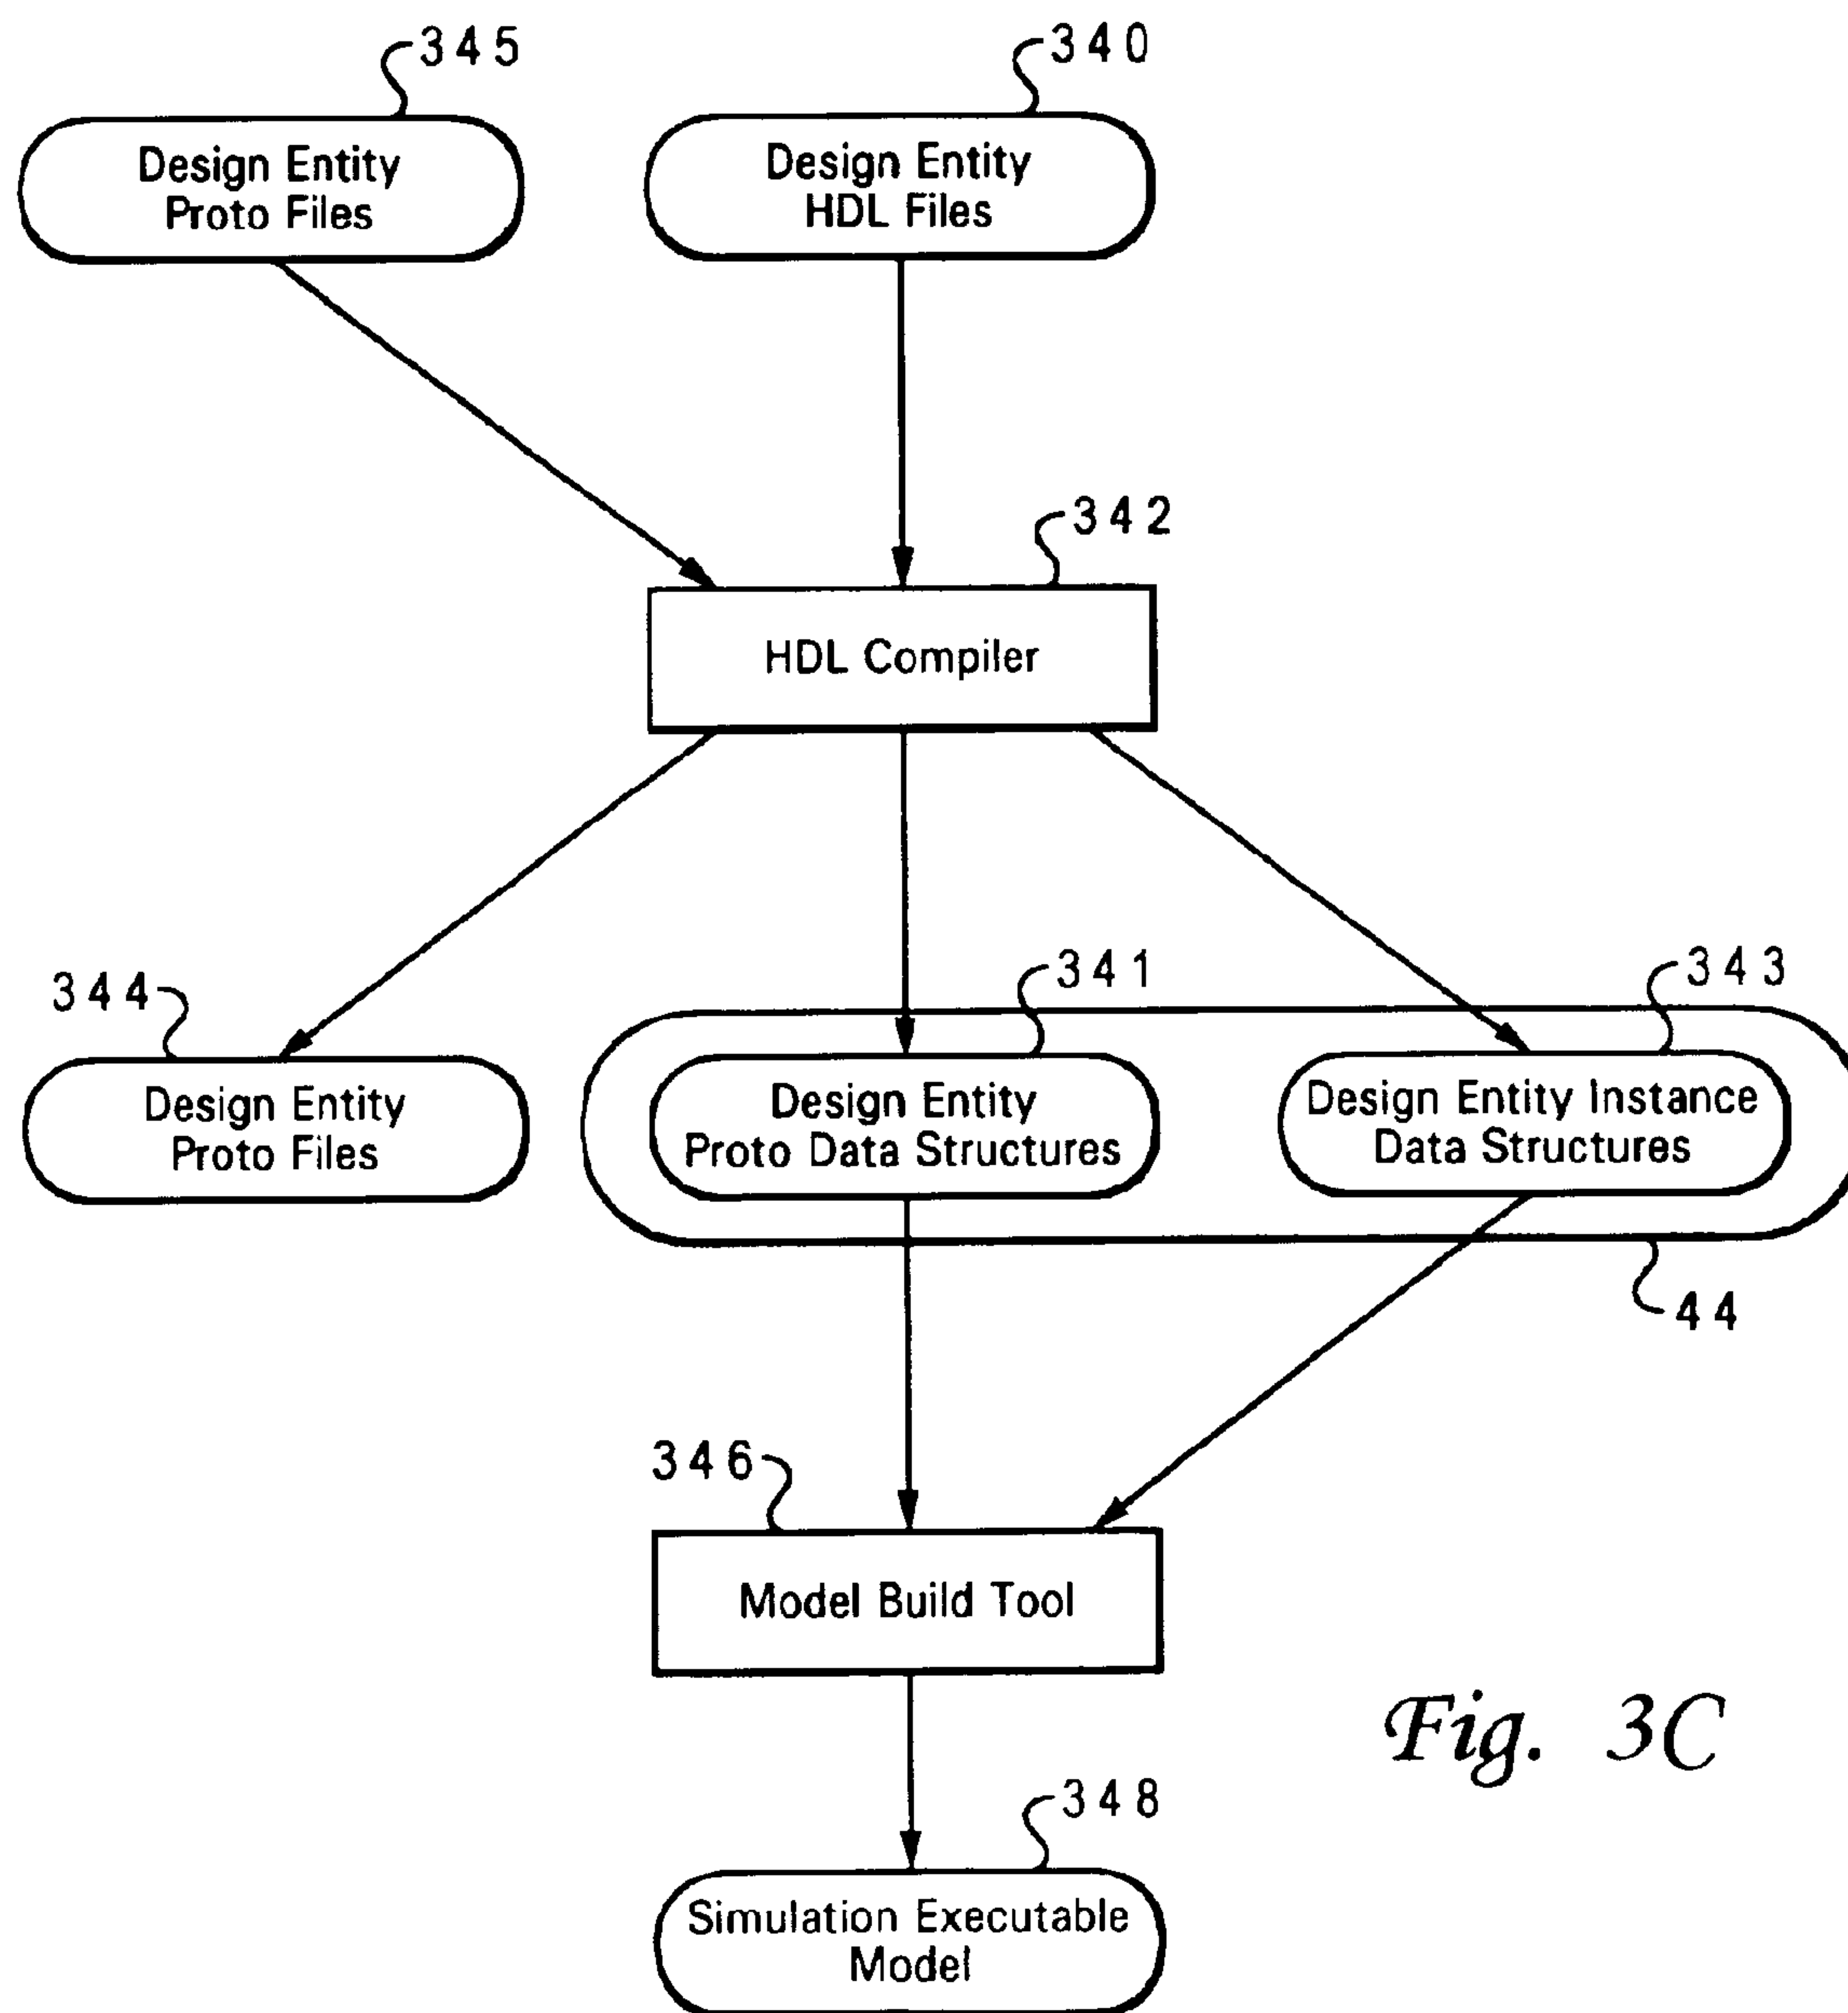 345
340
Design Entity
Proto Files
Design Entity
HDL Files
342
HDL Compiler
344
341
343
Design Entity
Proto Files
Design Entity
Proto Data Structures
Design Entity Instance
Data Structures
44
346
Model Build Tool
Fig. 3C
348
Simulation Executable
Model